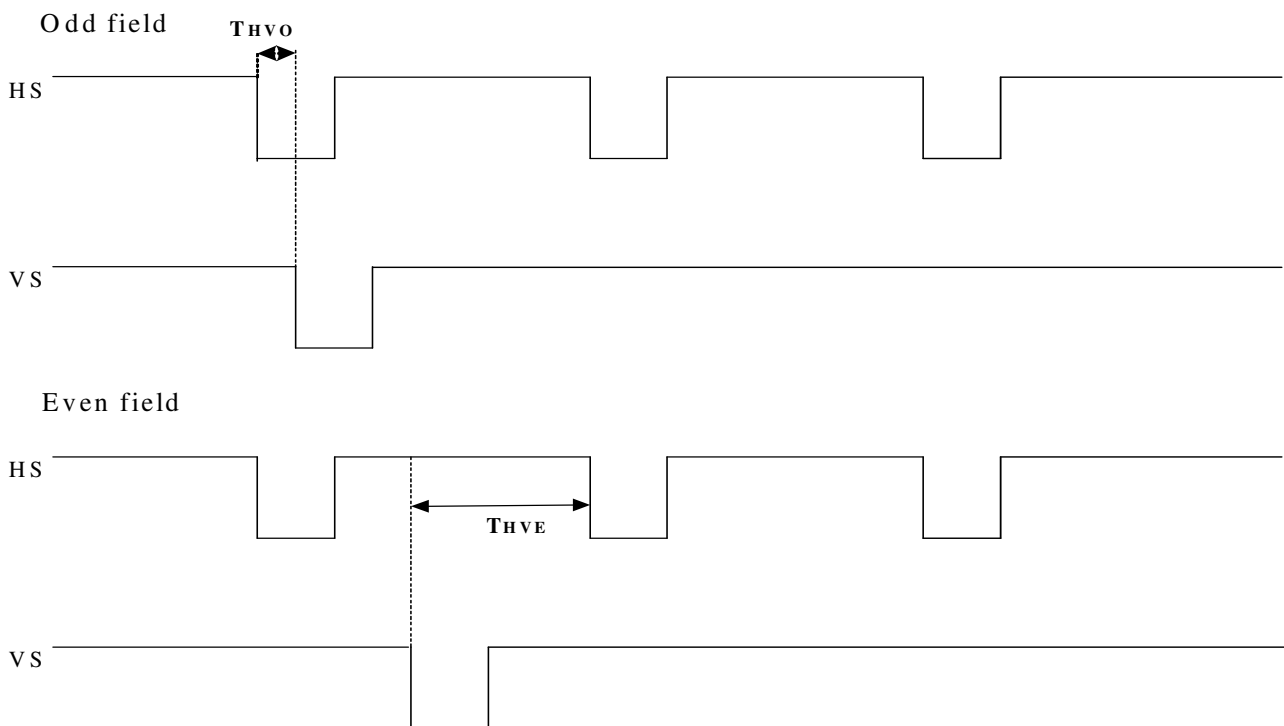 Odd field
THVO
HS
VS
Even field
HS
THVE
VS